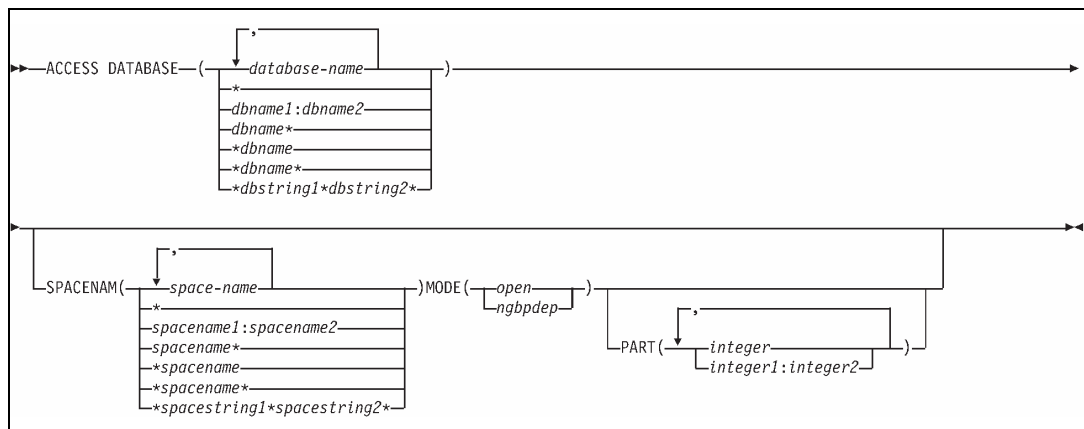 ,
ACCESS DATABASE ( database-name )
*
dbname1:dbname2
dbname*
*dbname
*dbname*
*dbstring1*dbstring2*
,
SPACENAM( space-name )MODE( open )
*
ngbpdep
spacename1:spacename2
spacename*
*spacename
*spacename*
*spacestring1*spacestring2*
,
PART( integer )
integer1:integer2